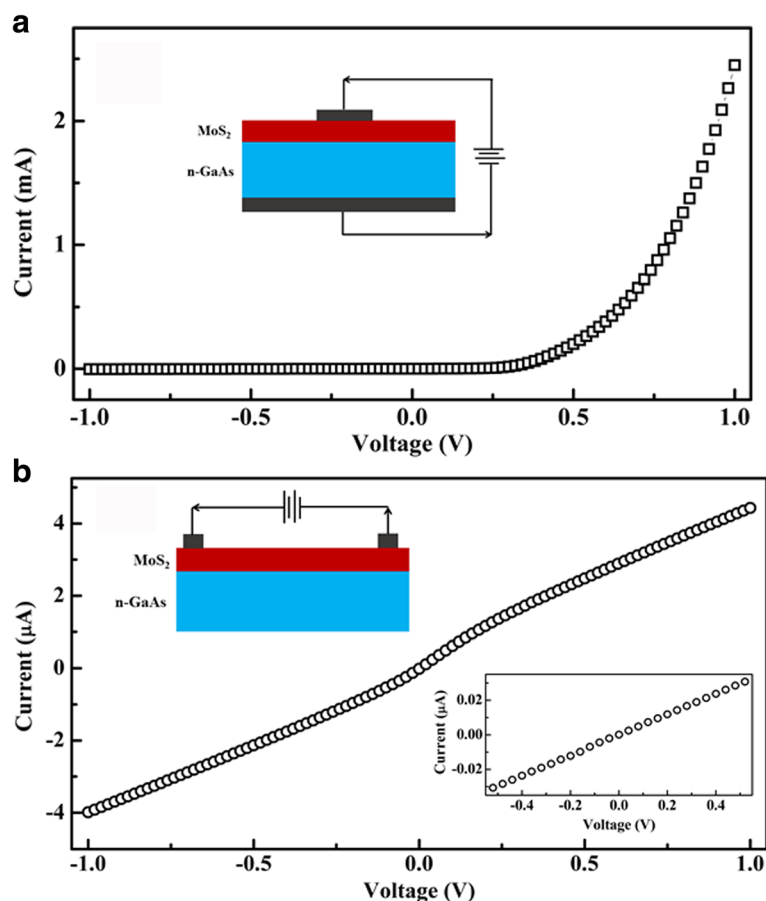 a
2
1
0
Current (mA)
MoS₂
n-GaAs
-1.0 -0.5 0.0 0.5 1.0
Voltage (V)
b
4
2
0
-2
-4
Current (μA)
MoS₂
n-GaAs
0.02
0.00
-0.02
Current (μA)
-0.4 -0.2 0.0 0.2 0.4
Voltage (V)
-1.0 -0.5 0.0 0.5 1.0
Voltage (V)